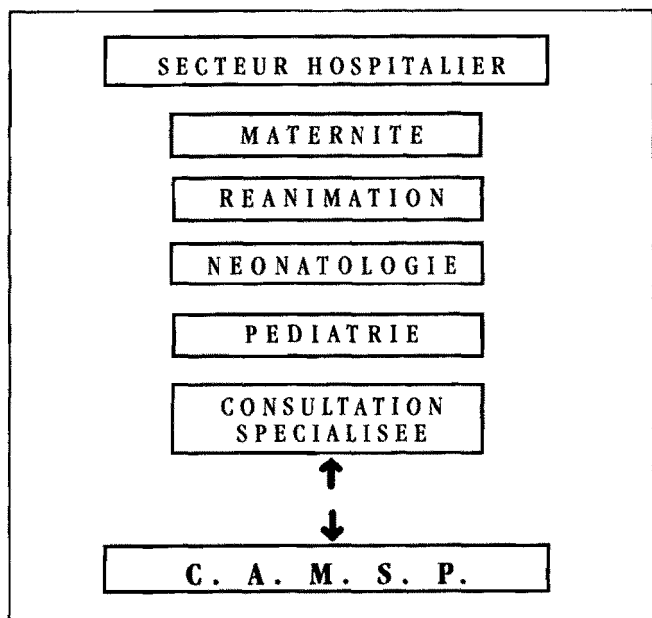 SECTEUR HOSPITALIER
MATERNITE
REANIMATION
NEONATOLOGIE
PEDIATRIE
CONSULTATION
SPECIALISEE
C. A. M. S. P.